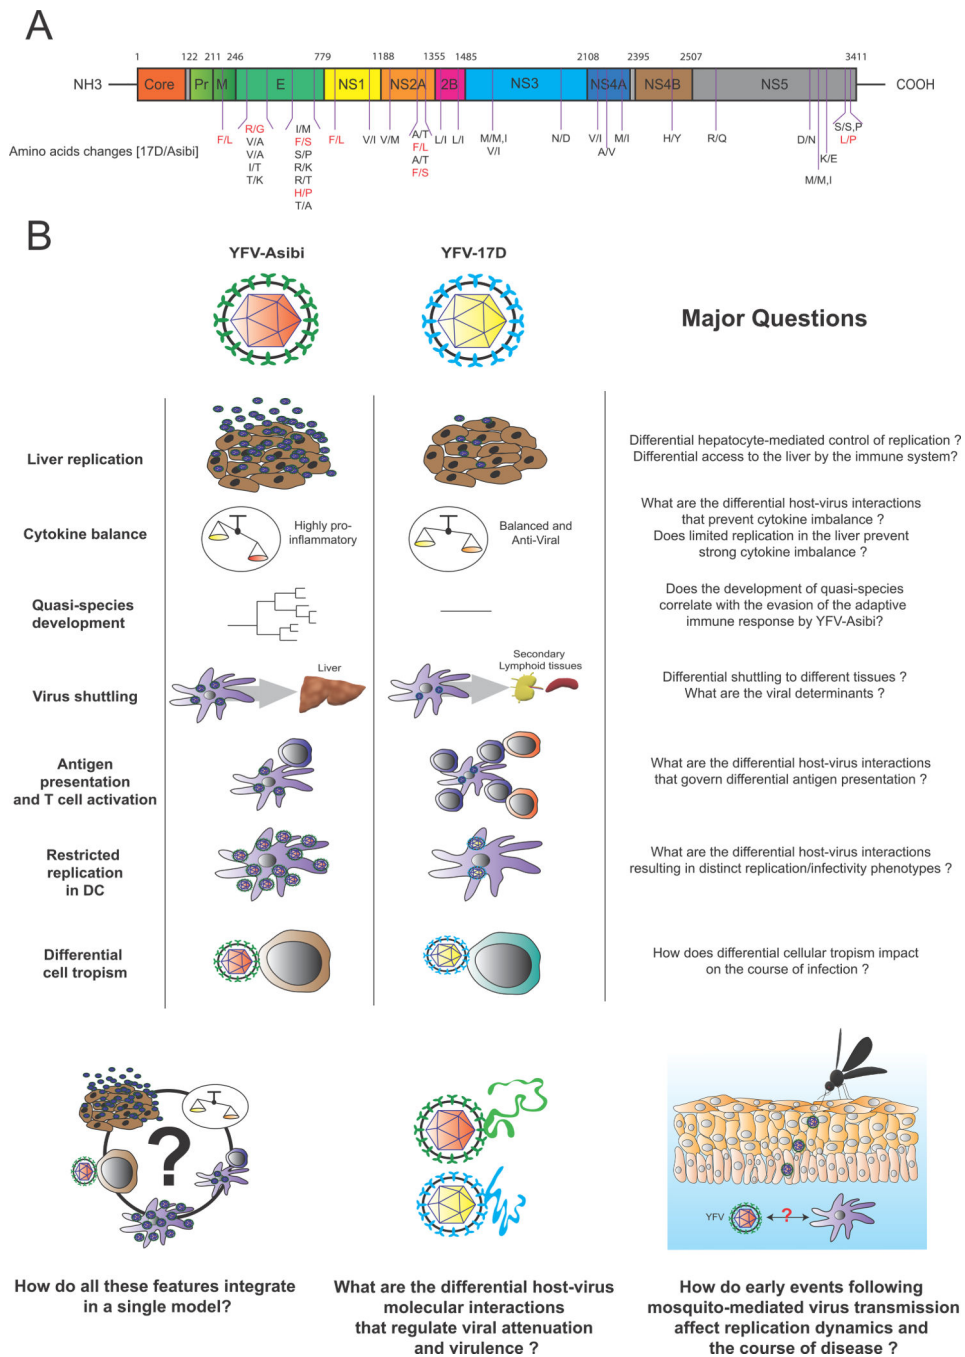 A
1 122 211 246 779 1188 1355 1485 2108 2395 2507 3411
NH3 Core Pr M E NS1 NS2A 2B NS3 NS4A NS4B NS5 COOH
Amino acids changes [17D/Asibi]
F/L
R/G
V/A
V/A
I/T
T/K
I/M
F/S
S/P
R/K
R/T
H/P
T/A
F/L
V/I
V/M
A/T
F/L
A/T
F/S
L/I
L/I
M/M,I
V/I
N/D
V/I
A/V
M/I
H/Y
R/Q
D/N
M/M,I
K/E
S/S,P
L/P
B
YFV-Asibi
YFV-17D
Major Questions
Liver replication
Differential hepatocyte-mediated control of replication ?
Differential access to the liver by the immune system?
Cytokine balance
Highly pro-
inflammatory
Balanced and
Anti-Viral
What are the differential host-virus interactions
that prevent cytokine imbalance ?
Does limited replication in the liver prevent
strong cytokine imbalance ?
Quasi-species
development
Does the development of quasi-species
correlate with the evasion of the adaptive
immune response by YFV-Asibi?
Virus shuttling
Liver
Secondary
Lymphoid tissues
Differential shuttling to different tissues ?
What are the viral determinants ?
Antigen
presentation
and T cell activation
What are the differential host-virus interactions
that govern differential antigen presentation ?
Restricted
replication
in DC
What are the differential host-virus interactions
resulting in distinct replication/infectivity phenotypes ?
Differential
cell tropism
How does differential cellular tropism impact
on the course of infection ?
?
YFV
?
How do all these features integrate
in a single model?
What are the differential host-virus
molecular interactions
that regulate viral attenuation
and virulence ?
How do early events following
mosquito-mediated virus transmission
affect replication dynamics and
the course of disease ?